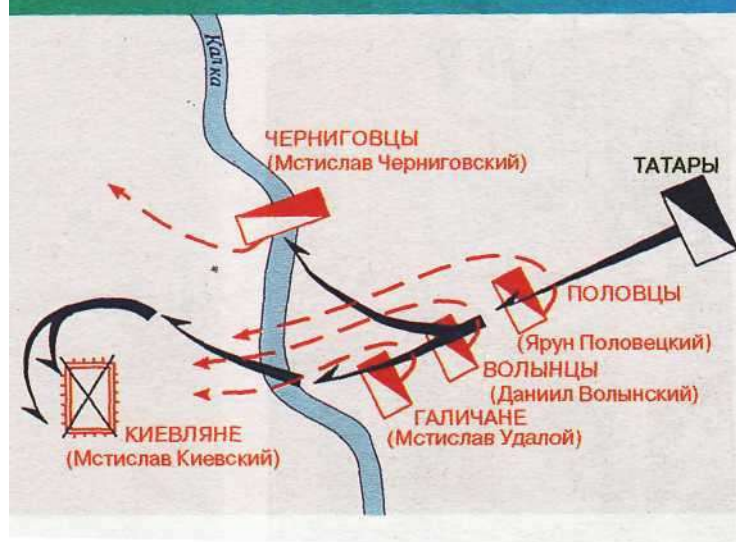 Калка
ЧЕРНИГОВЦЫ
(Мстислав Черниговский)
ТАТАРЫ
ПОЛОВЦЫ
(Ярун Половецкий)
ВОЛЫНЦЫ
(Даниил Волынский)
ГАЛИЧАНЕ
(Мстислав Удалой)
КИЕВЛЯНЕ
(Мстислав Киевский)